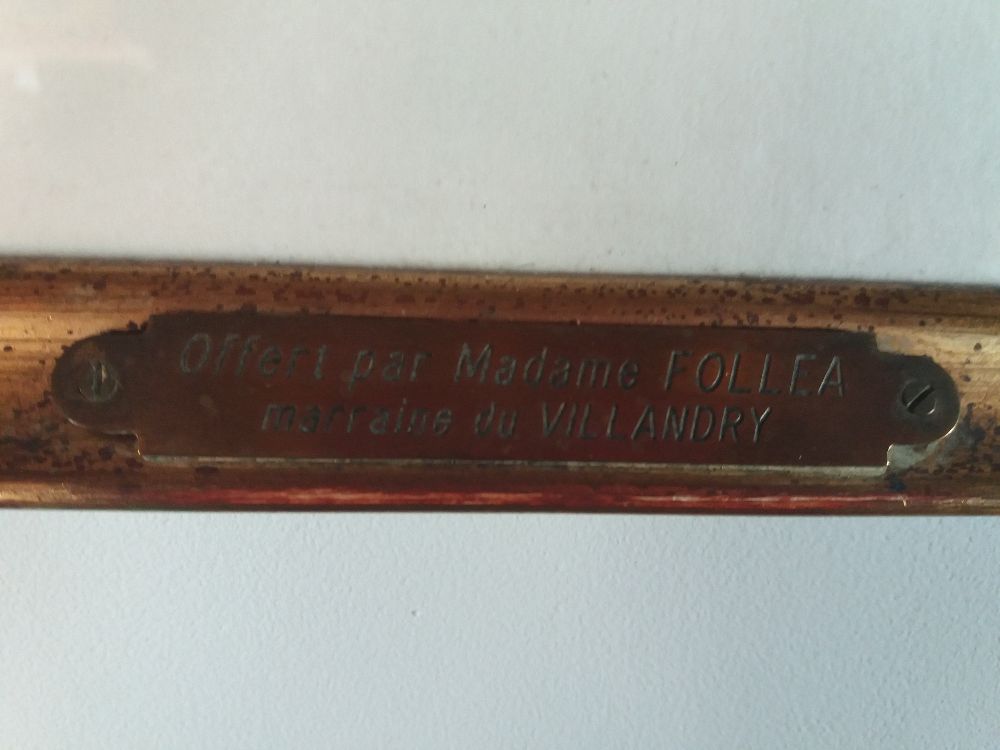 Offert par Madame FOLLEA
marraine du VILLANDRY